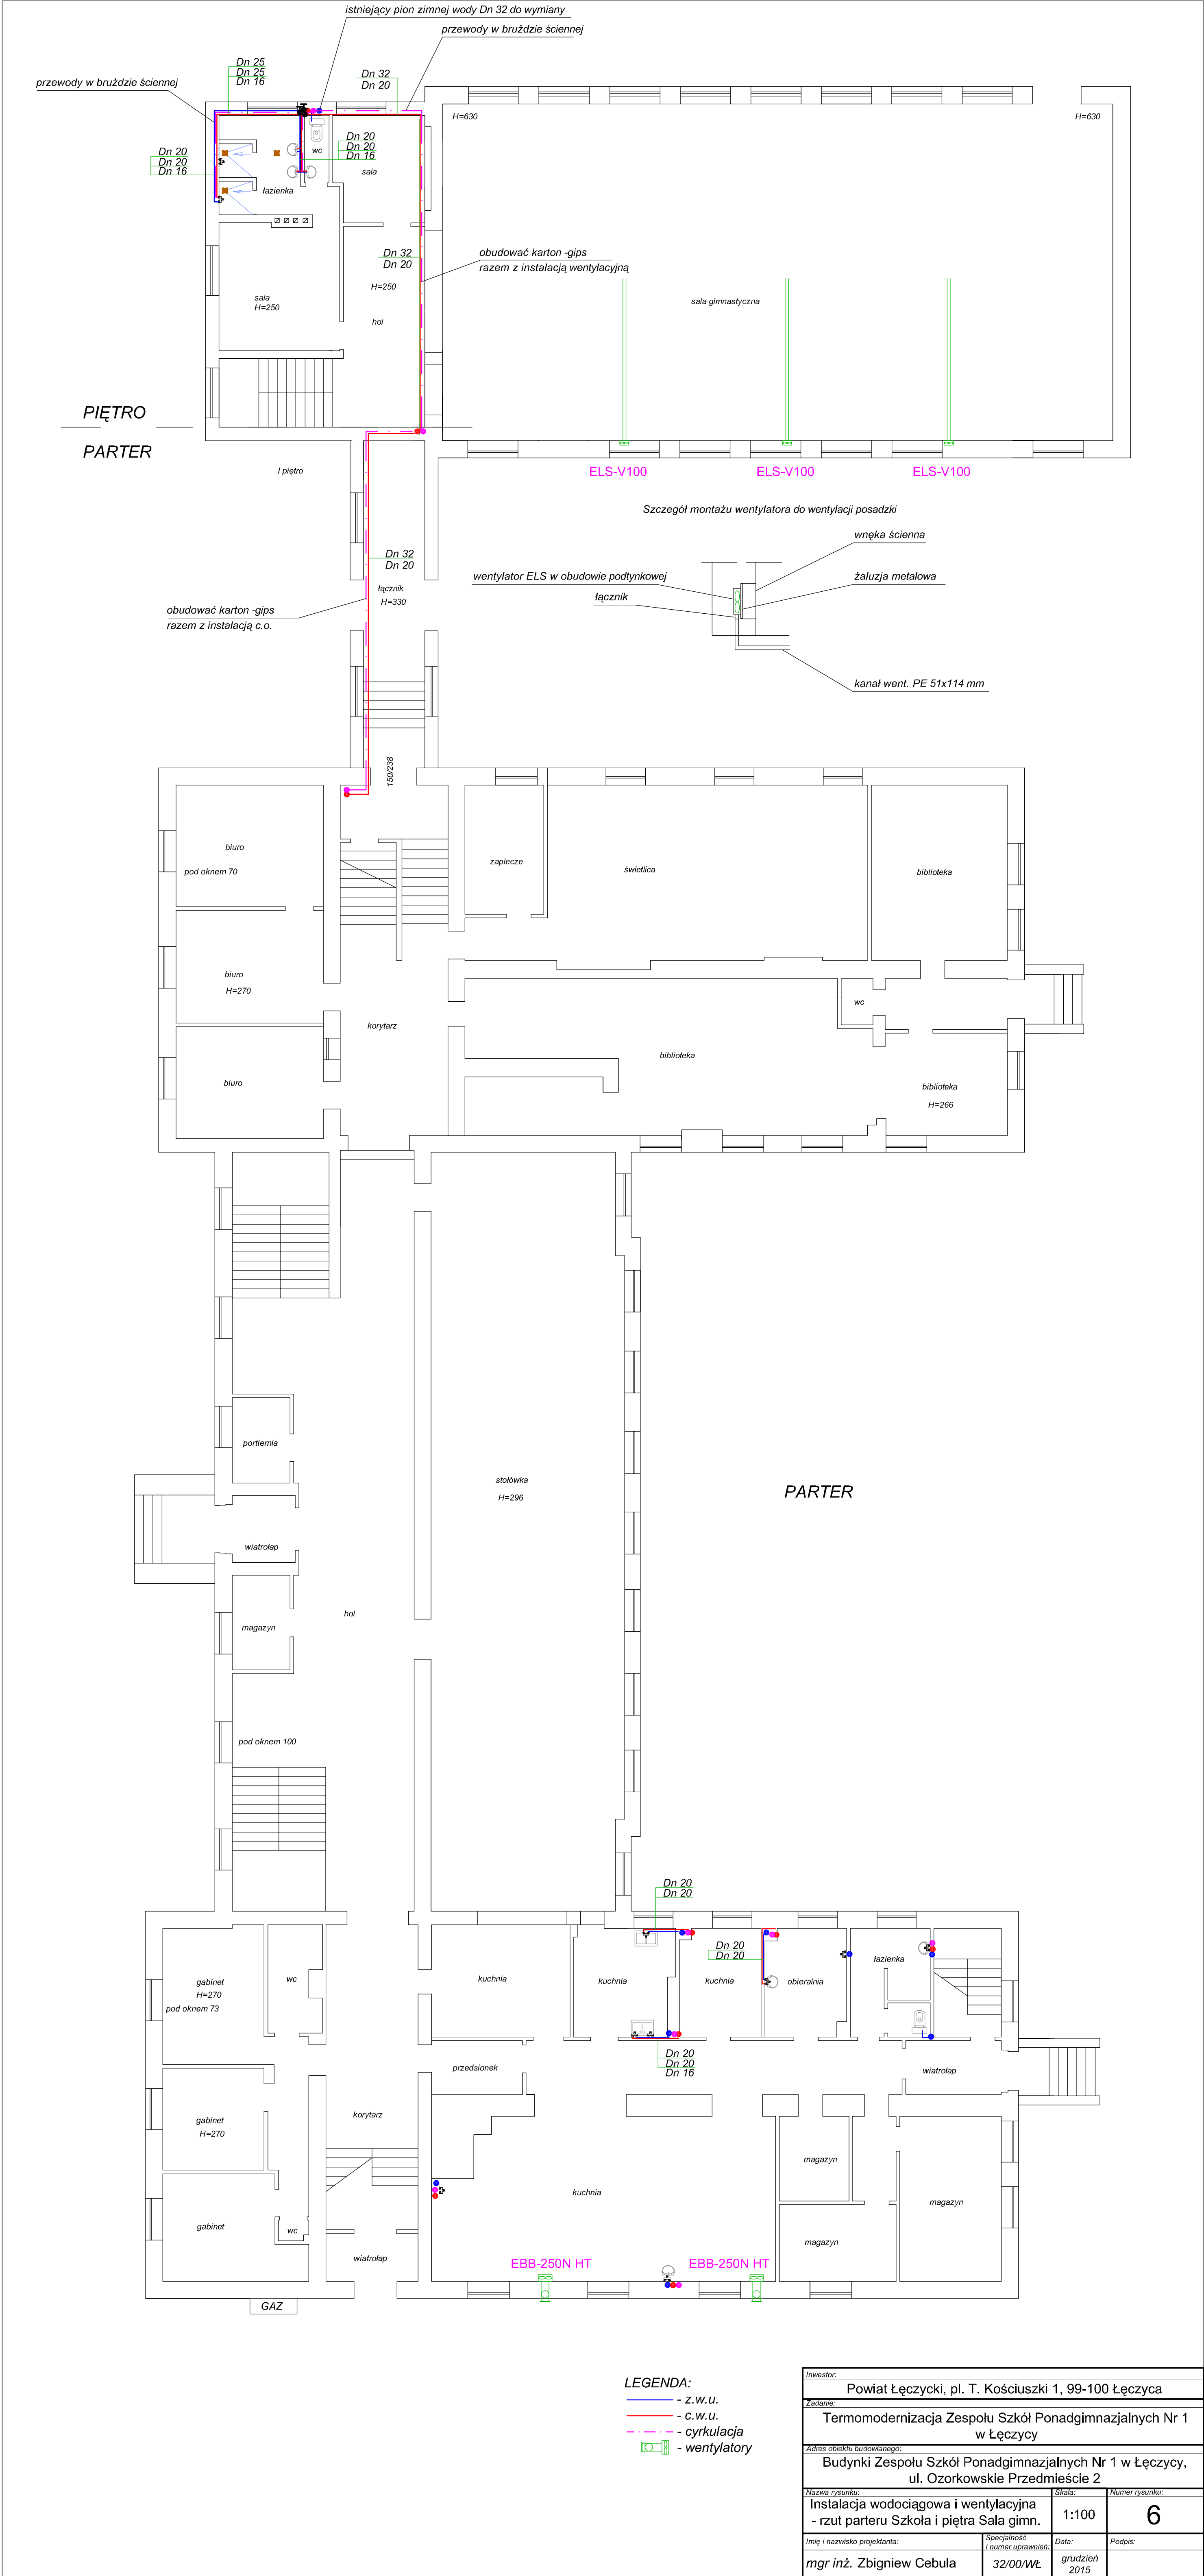 istniejący pion zimnej wody Dn 32 do wymiany
przewody w bruździe ściennej
Dn 25
Dn 25
Dn 16
Dn 32
Dn 20
przewody w bruździe ściennej
H=630
H=630
Dn 20
Dn 20
Dn 16
wc
sala
Dn 20
Dn 20
Dn 16
łazienka
Dn 32
Dn 20
obudować karton -gips
razem z instalacją wentylacyjną
H=250
sala
H=250
hol
sala gimnastyczna
PIĘTRO
PARTER
I piętro
ELS-V100
ELS-V100
ELS-V100
Szczegół montażu wentylatora do wentylacji posadzki
wnęka ścienna
wentylator ELS w obudowie podtynkowej
żaluzja metalowa
łącznik
kanał went. PE 51x114 mm
Dn 32
Dn 20
łącznik
H=330
obudować karton -gips
razem z instalacją c.o.
150/238
biuro
pod oknem 70
zaplecze
świetlica
biblioteka
biuro
H=270
wc
korytarz
biblioteka
biuro
biblioteka
H=266
portiernia
stołówka
H=296
PARTER
wiatrołap
hol
magazyn
pod oknem 100
Dn 20
Dn 20
Dn 20
Dn 20
gabinet
H=270
pod oknem 73
wc
kuchnia
kuchnia
kuchnia
obieralnia
łazienka
Dn 20
Dn 20
Dn 16
przedsionek
wiatrołap
gabinet
H=270
korytarz
magazyn
kuchnia
magazyn
gabinet
wc
magazyn
wiatrołap
EBB-250N HT
EBB-250N HT
GAZ
LEGENDA:
- z.w.u.
- c.w.u.
- cyrkulacja
- wentylatory
Inwestor:
Powiat Łęczycki, pl. T. Kościuszki 1, 99-100 Łęczyca
Zadanie:
Termomodernizacja Zespołu Szkół Ponadgimnazjalnych Nr 1
w Łęczycy
Adres obiektu budowlanego:
Budynki Zespołu Szkół Ponadgimnazjalnych Nr 1 w Łęczycy,
ul. Ozorkowskie Przedmieście 2
Nazwa rysunku:
Instalacja wodociągowa i wentylacyjna
- rzut parteru Szkoła i piętra Sala gimn.
Skala:
1:100
Numer rysunku:
6
Imię i nazwisko projektanta:
mgr inż. Zbigniew Cebula
Specjalność
i numer uprawnień:
32/00/WŁ
Data:
grudzień
2015
Podpis: